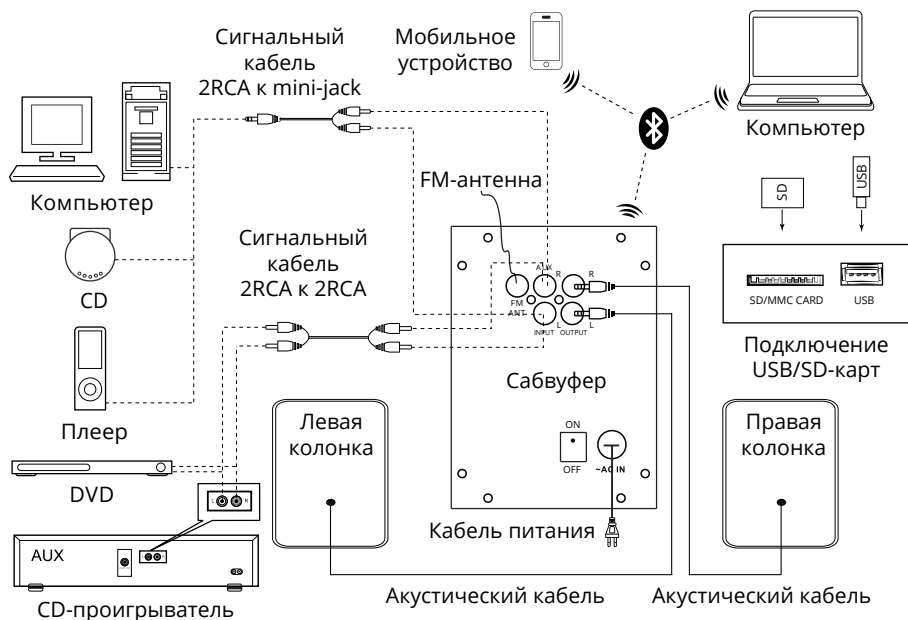 Сигнальный
кабель
2RCA к mini-jack
Мобильное
устройство
Компьютер
Компьютер
FM-антенна
SD
USB
CD
Сигнальный
кабель
2RCA к 2RCA
AUX
R
R
FM
ANT
L
L
INPUT
OUTPUT
SD/MMC CARD
USB
Подключение
USB/SD-карт
Сабвуфер
Плеер
Левая
колонка
Правая
колонка
ON
OFF
~AC IN
DVD
L
R
Кабель питания
AUX
CD-проигрыватель
Акустический кабель
Акустический кабель